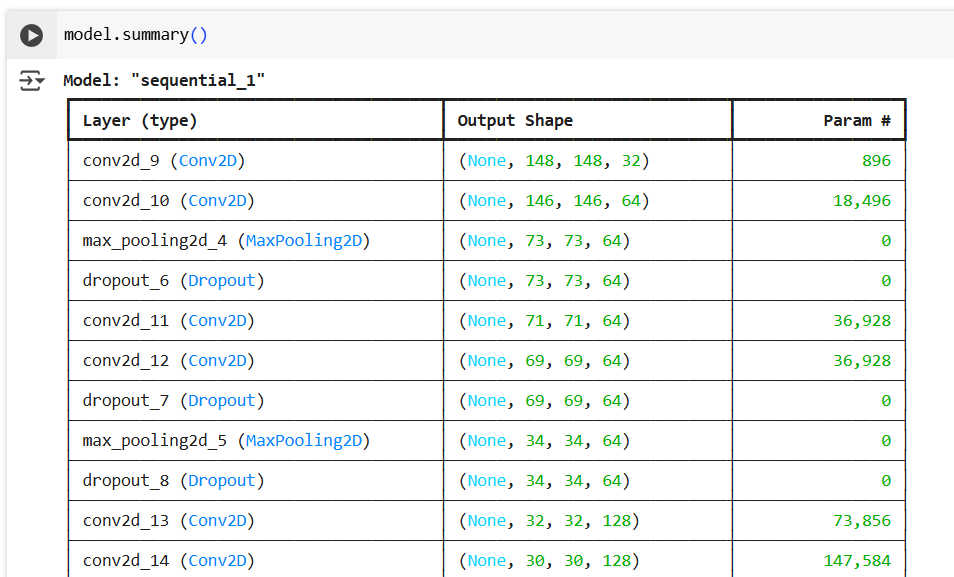 model.summary()
Model: "sequential_1"
Layer (type) Output Shape Param #
conv2d_9 (Conv2D) (None, 148, 148, 32) 896
conv2d_10 (Conv2D) (None, 146, 146, 64) 18,496
max_pooling2d_4 (MaxPooling2D) (None, 73, 73, 64) 0
dropout_6 (Dropout) (None, 73, 73, 64) 0
conv2d_11 (Conv2D) (None, 71, 71, 64) 36,928
conv2d_12 (Conv2D) (None, 69, 69, 64) 36,928
dropout_7 (Dropout) (None, 69, 69, 64) 0
max_pooling2d_5 (MaxPooling2D) (None, 34, 34, 64) 0
dropout_8 (Dropout) (None, 34, 34, 64) 0
conv2d_13 (Conv2D) (None, 32, 32, 128) 73,856
conv2d_14 (Conv2D) (None, 30, 30, 128) 147,584